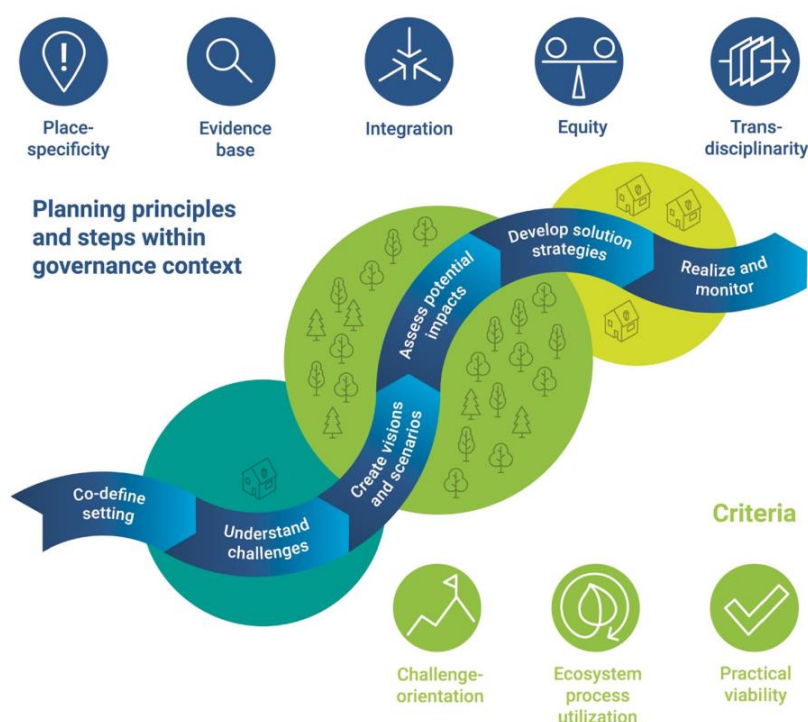 Place-
specificity
Evidence
base
Integration
Equity
Trans-
disciplinarity
Planning principles
and steps within
governance context
Co-define
setting
Understand
challenges
Create visions
and scenarios
Assess potential
impacts
Develop solution
strategies
Realize and
monitor
Criteria
Challenge-
orientation
Ecosystem
process
utilization
Practical
viability